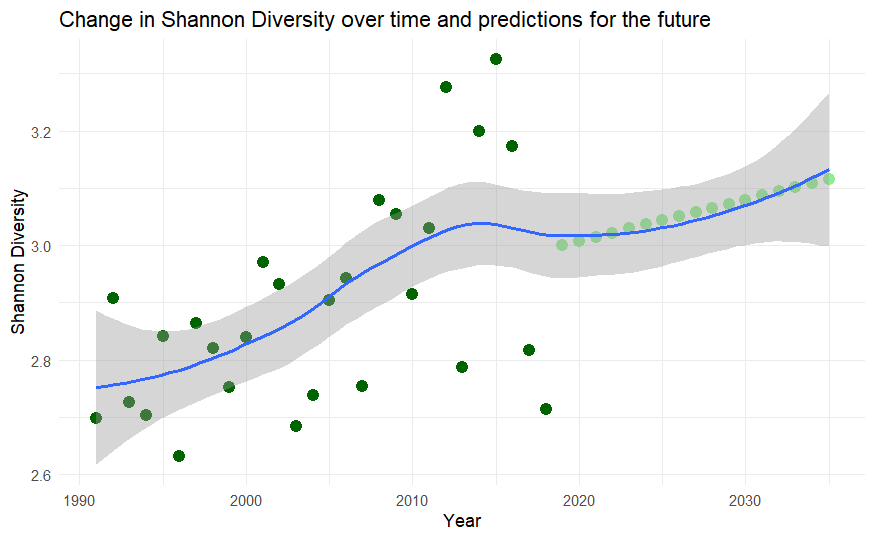 Change in Shannon Diversity over time and predictions for the future
3.2
3.0
2.8
2.6
Shannon Diversity
1990 2000 2010 2020 2030
Year